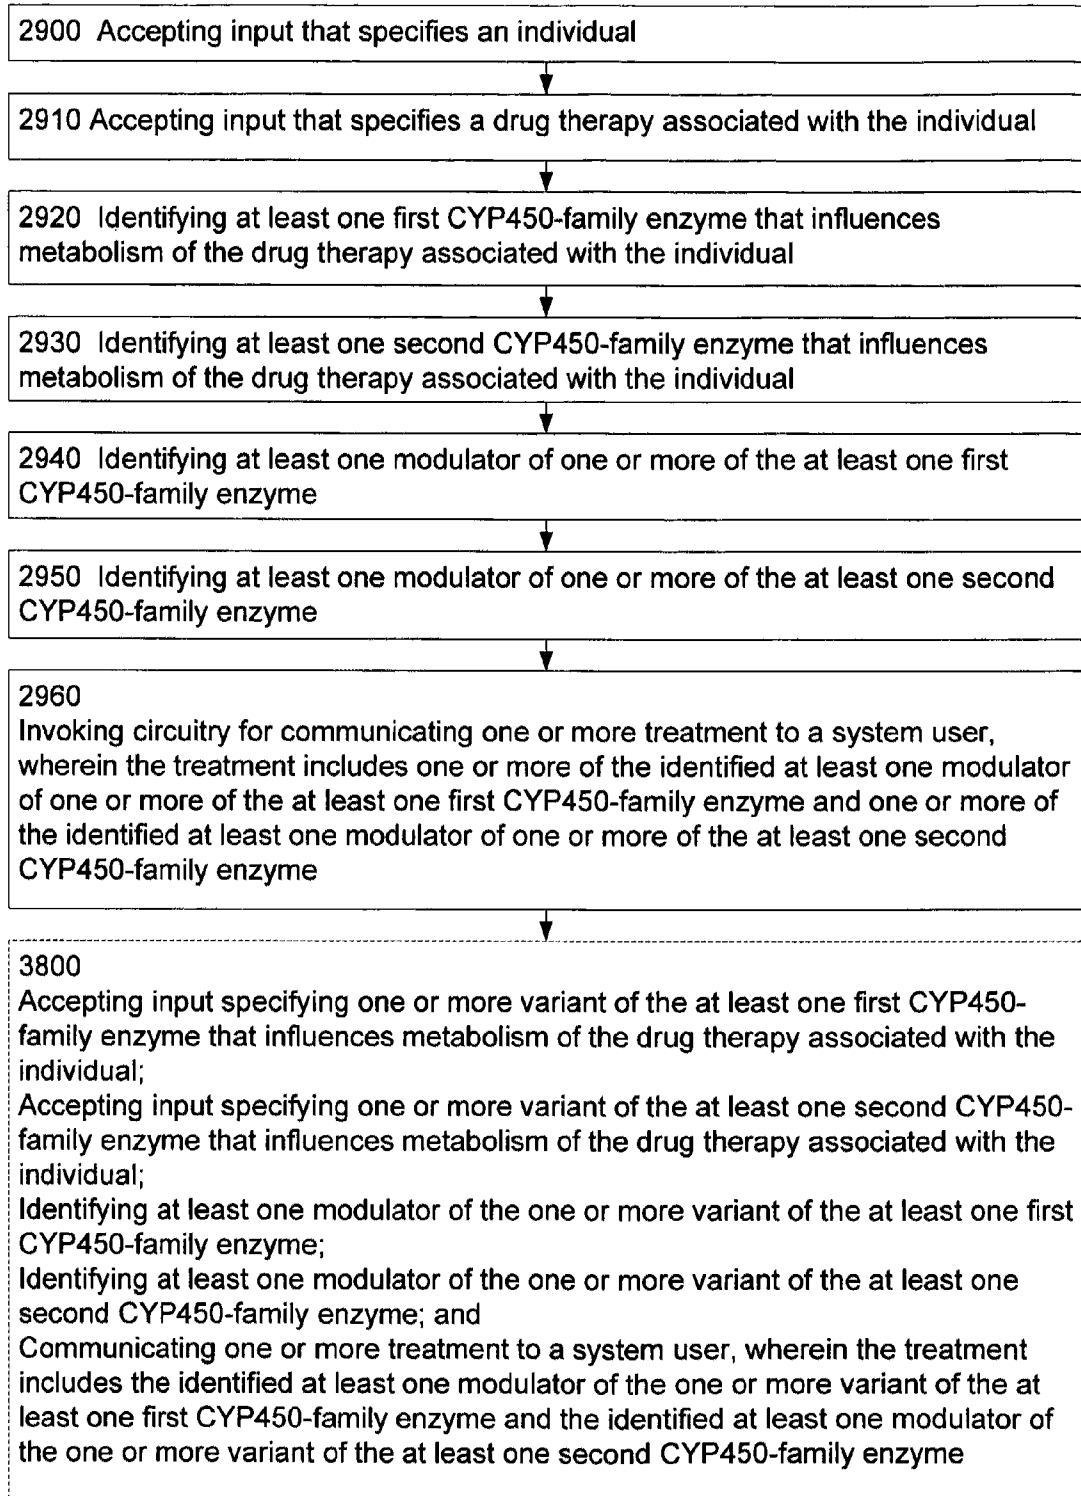 2900 Accepting input that specifies an individual
2910 Accepting input that specifies a drug therapy associated with the individual
2920 Identifying at least one first CYP450-family enzyme that influences
metabolism of the drug therapy associated with the individual
2930 Identifying at least one second CYP450-family enzyme that influences
metabolism of the drug therapy associated with the individual
2940 Identifying at least one modulator of one or more of the at least one first
CYP450-family enzyme
2950 Identifying at least one modulator of one or more of the at least one second
CYP450-family enzyme
2960
Invoking circuitry for communicating one or more treatment to a system user,
wherein the treatment includes one or more of the identified at least one modulator
of one or more of the at least one first CYP450-family enzyme and one or more of
the identified at least one modulator of one or more of the at least one second
CYP450-family enzyme
3800
Accepting input specifying one or more variant of the at least one first CYP450-
family enzyme that influences metabolism of the drug therapy associated with the
individual;
Accepting input specifying one or more variant of the at least one second CYP450-
family enzyme that influences metabolism of the drug therapy associated with the
individual;
Identifying at least one modulator of the one or more variant of the at least one first
CYP450-family enzyme;
Identifying at least one modulator of the one or more variant of the at least one
second CYP450-family enzyme; and
Communicating one or more treatment to a system user, wherein the treatment
includes the identified at least one modulator of the one or more variant of the at
least one first CYP450-family enzyme and the identified at least one modulator of
the one or more variant of the at least one second CYP450-family enzyme